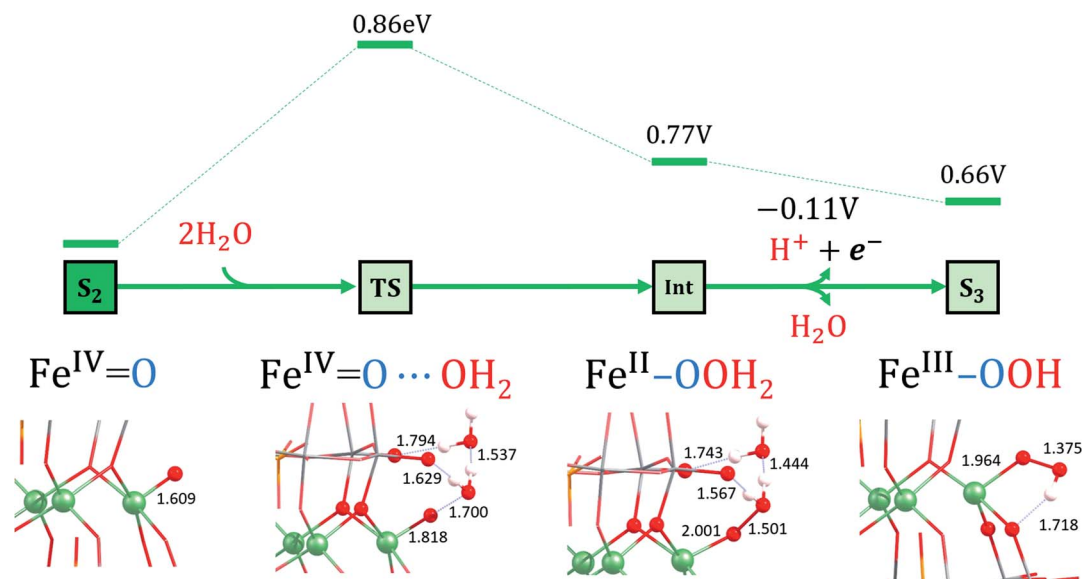 0.86eV
0.77V
0.66V
2H₂O
−0.11V
H⁺ + e⁻
S₂
TS
Int
S₃
H₂O
Feᴵⱽ=O
Feᴵⱽ=O ⋯ OH₂
Feᴵᴵ–OOH₂
Feᴵᴵᴵ–OOH
1.609
1.794
1.537
1.629
1.700
1.818
1.743
1.444
1.567
2.001
1.501
1.964
1.375
1.718